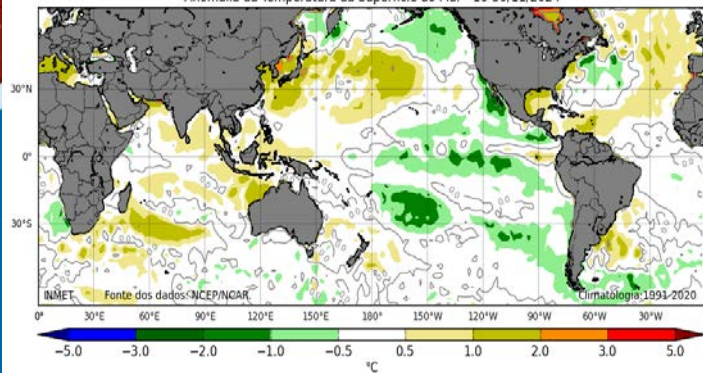 30°N
0°
30°S
INMET Fonte dos dados: NCEP/NCAR. Climatologia:1991-2020
0° 30°E 60°E 90°E 120°E 150°E 180° 150°W 120°W 90°W 60°W 30°W
−5.0 −3.0 −2.0 −1.0 −0.5 0.5 1.0 2.0 3.0 5.0
°C